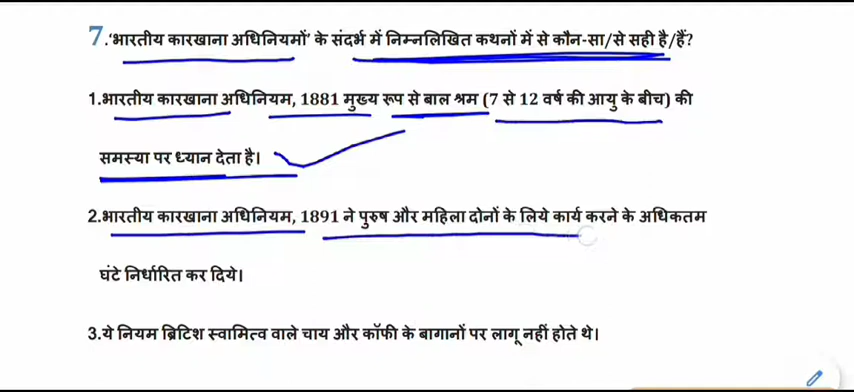 7.‘भारतीय कारखाना अधिनियमों’ के संदर्भ में निम्नलिखित कथनों में से कौन-सा/से सही है/हैं?
1.भारतीय कारखाना अधिनियम, 1881 मुख्य रूप से बाल श्रम (7 से 12 वर्ष की आयु के बीच) की
समस्या पर ध्यान देता है।
2.भारतीय कारखाना अधिनियम, 1891 ने पुरुष और महिला दोनों के लिये कार्य करने के अधिकतम
घंटे निर्धारित कर दिये।
3.ये नियम ब्रिटिश स्वामित्व वाले चाय और कॉफी के बागानों पर लागू नहीं होते थे।